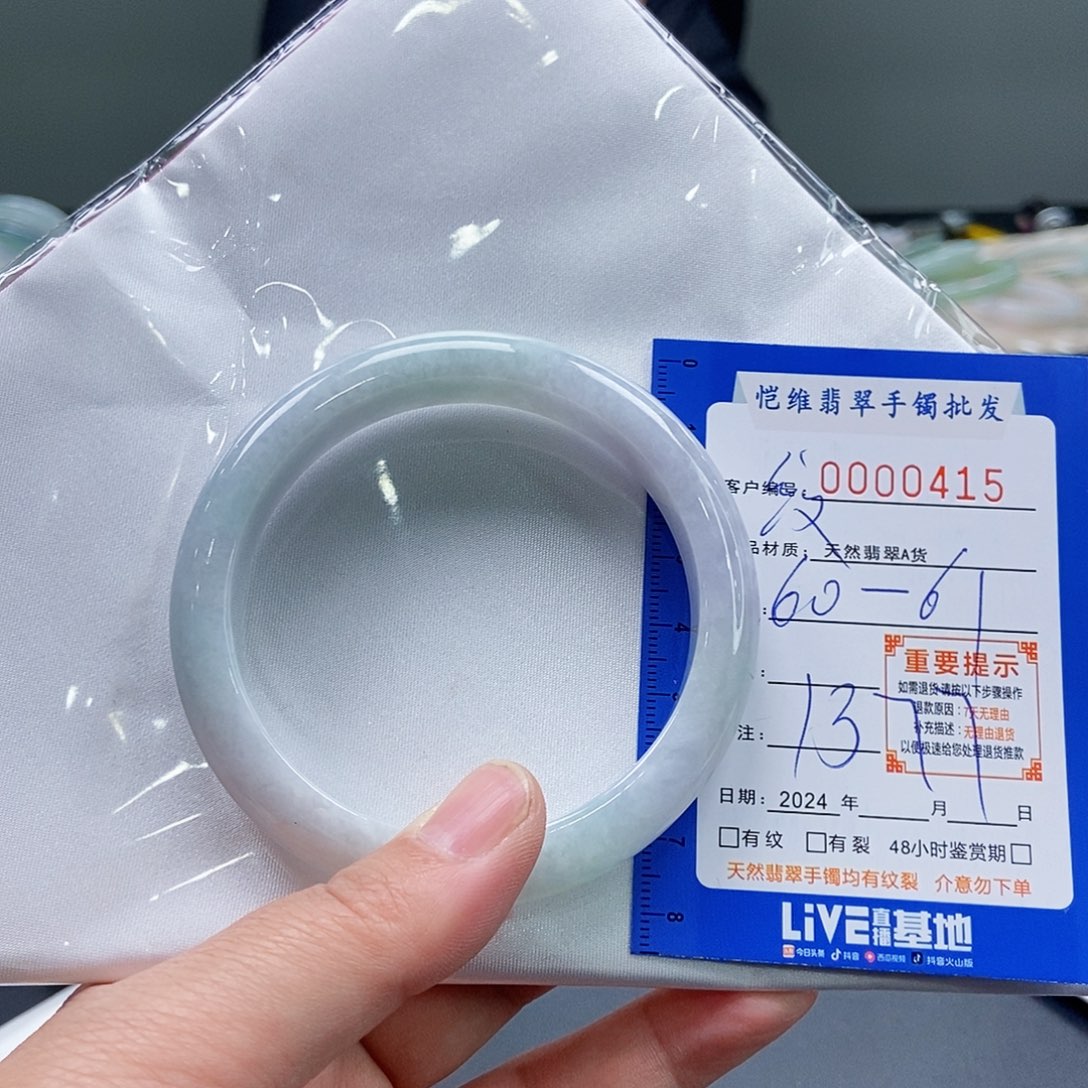 恺维翡翠手镯批发
客户编号：0000415
品材质：天然翡翠A货
：60－61
：
注：1377
重要提示
如需退货 请按以下步骤操作
退款原因：7天无理由
补充描述：无理由退货
以便极速给您处理退货推款
日期：2024 年 月 日
□有纹 □有裂 48小时鉴赏期□
天然翡翠手镯均有纹裂 介意勿下单
LiVE直播基地
今日头条 抖音 西瓜视频 抖音火山版
0
4
7
8